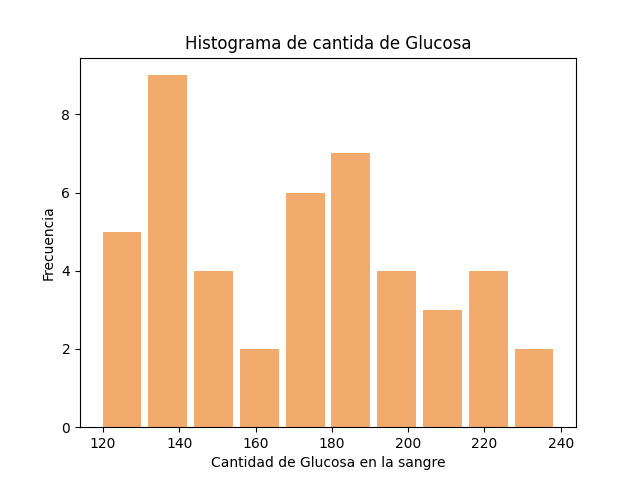 Histograma de cantida de Glucosa
8
6
4
2
0
Frecuencia
120 140 160 180 200 220 240
Cantidad de Glucosa en la sangre